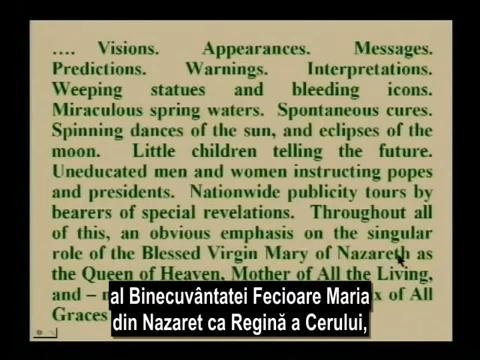 .... Visions. Appearances. Messages.
Predictions. Warnings. Interpretations.
Weeping statues and bleeding icons.
Miraculous spring waters. Spontaneous cures.
Spinning dances of the sun, and eclipses of the
moon. Little children telling the future.
Uneducated men and women instructing popes
and presidents. Nationwide publicity tours by
bearers of special revelations. Throughout all
of this, an obvious emphasis on the singular
role of the Blessed Virgin Mary of Nazareth as
the Queen of Heaven, Mother of All the Living,
and – of All
Graces
al Binecuvântatei Fecioare Maria
din Nazaret ca Regină a Cerului,